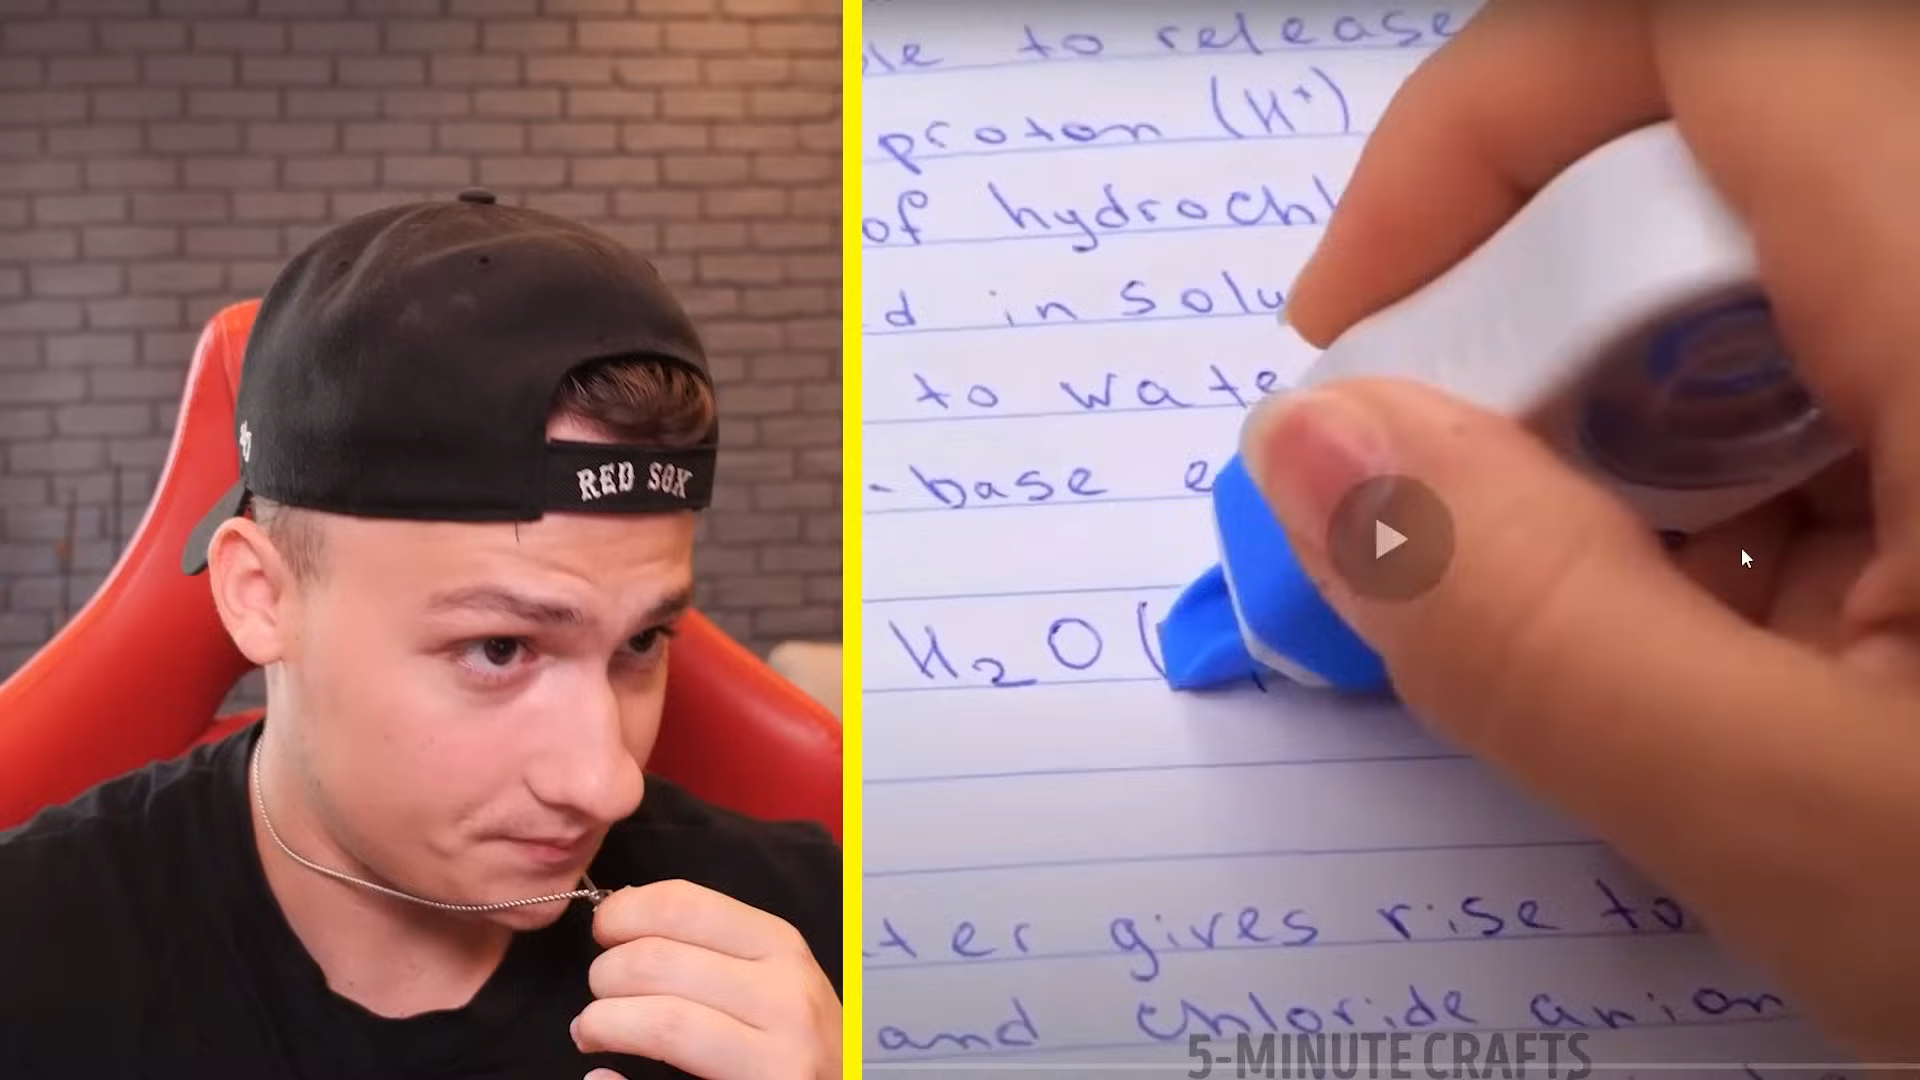 RED SOX
to release
proton (H⁺)
of
d in solu
to wate
-base e
H₂O (
ter gives rise to
and chloride anion
5-MINUTE CRAFTS